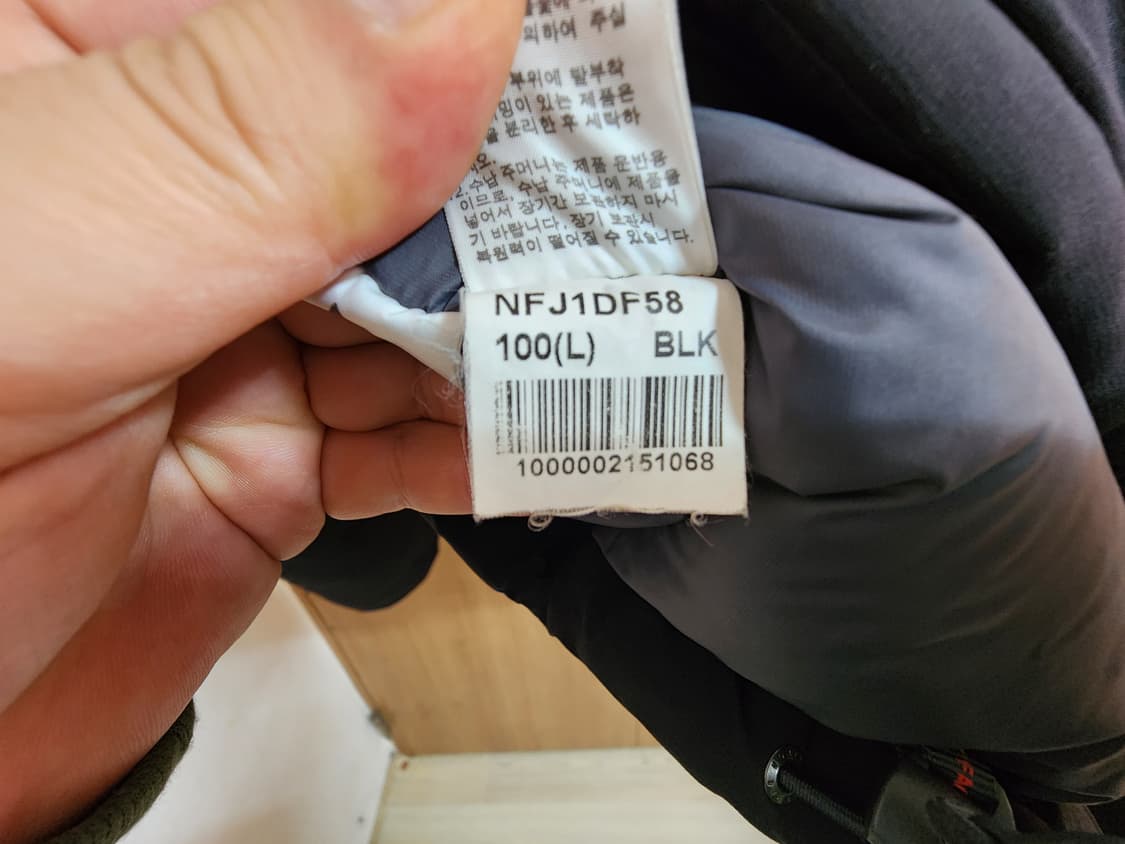 의하여 주실
부위에 탈부착
있는 제품은
분리한 후 세탁하
오.
2.수납 주머니는 제품 운반용
이므로, 수납 주머니에 제품을
넣어서 장기간 보관하지 마시
기 바랍니다. 장기 보관시
복원력이 떨어질 수 있습니다.
NFJ1DF58
100(L) BLK
1000002151068